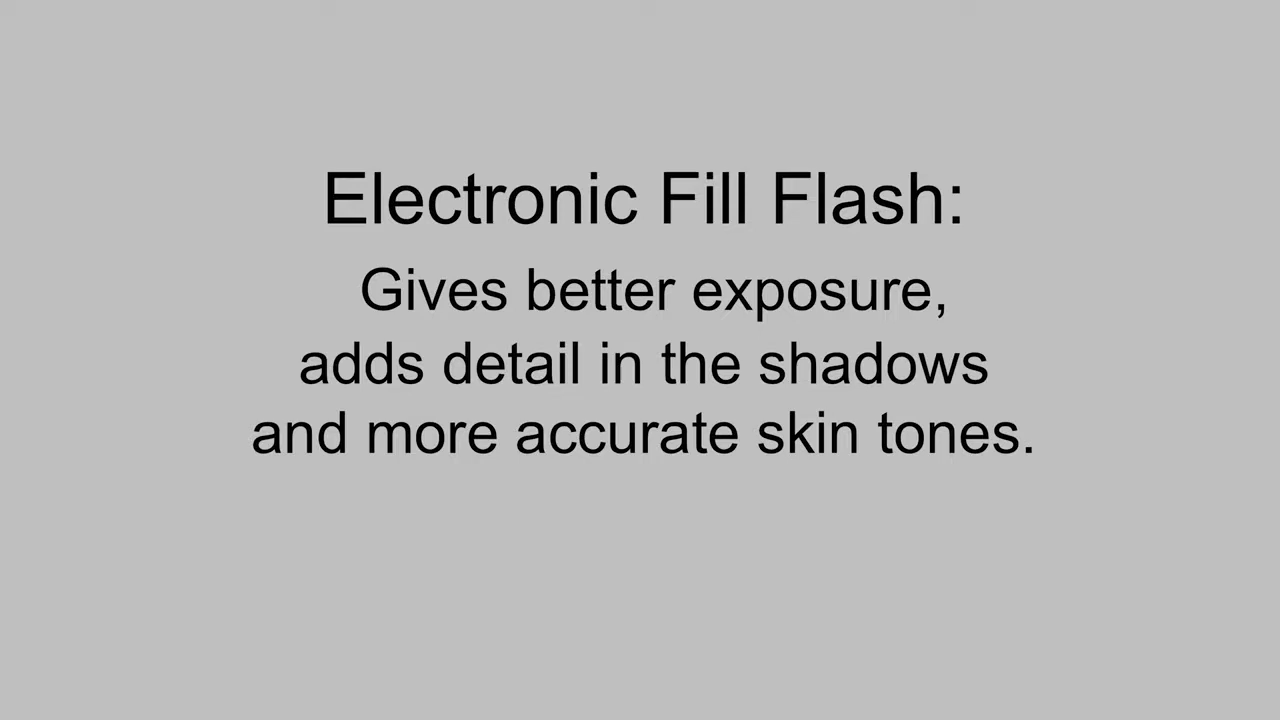 Electronic Fill Flash:
Gives better exposure,
adds detail in the shadows
and more accurate skin tones.